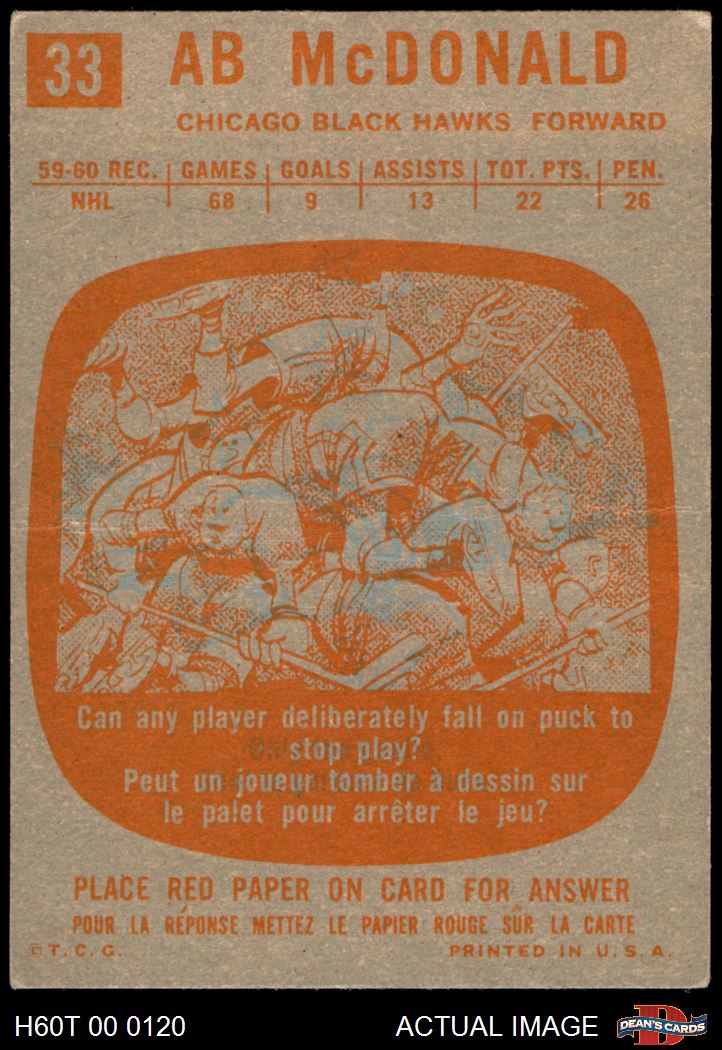 33
AB McDONALD
CHICAGO BLACK HAWKS FORWARD
59-60 REC. GAMES GOALS ASSISTS TOT. PTS. PEN.
NHL 68 9 13 22 26
Can any player deliberately fall on puck to
stop play?
Peut un joueur tomber à dessin sur
le palet pour arrêter le jeu?
PLACE RED PAPER ON CARD FOR ANSWER
POUR LA RÉPONSE METTEZ LE PAPIER ROUGE SÛR LA CARTE
© T. C. G. PRINTED IN U. S. A.
H60T 00 0120 ACTUAL IMAGE DEAN'S CARDS